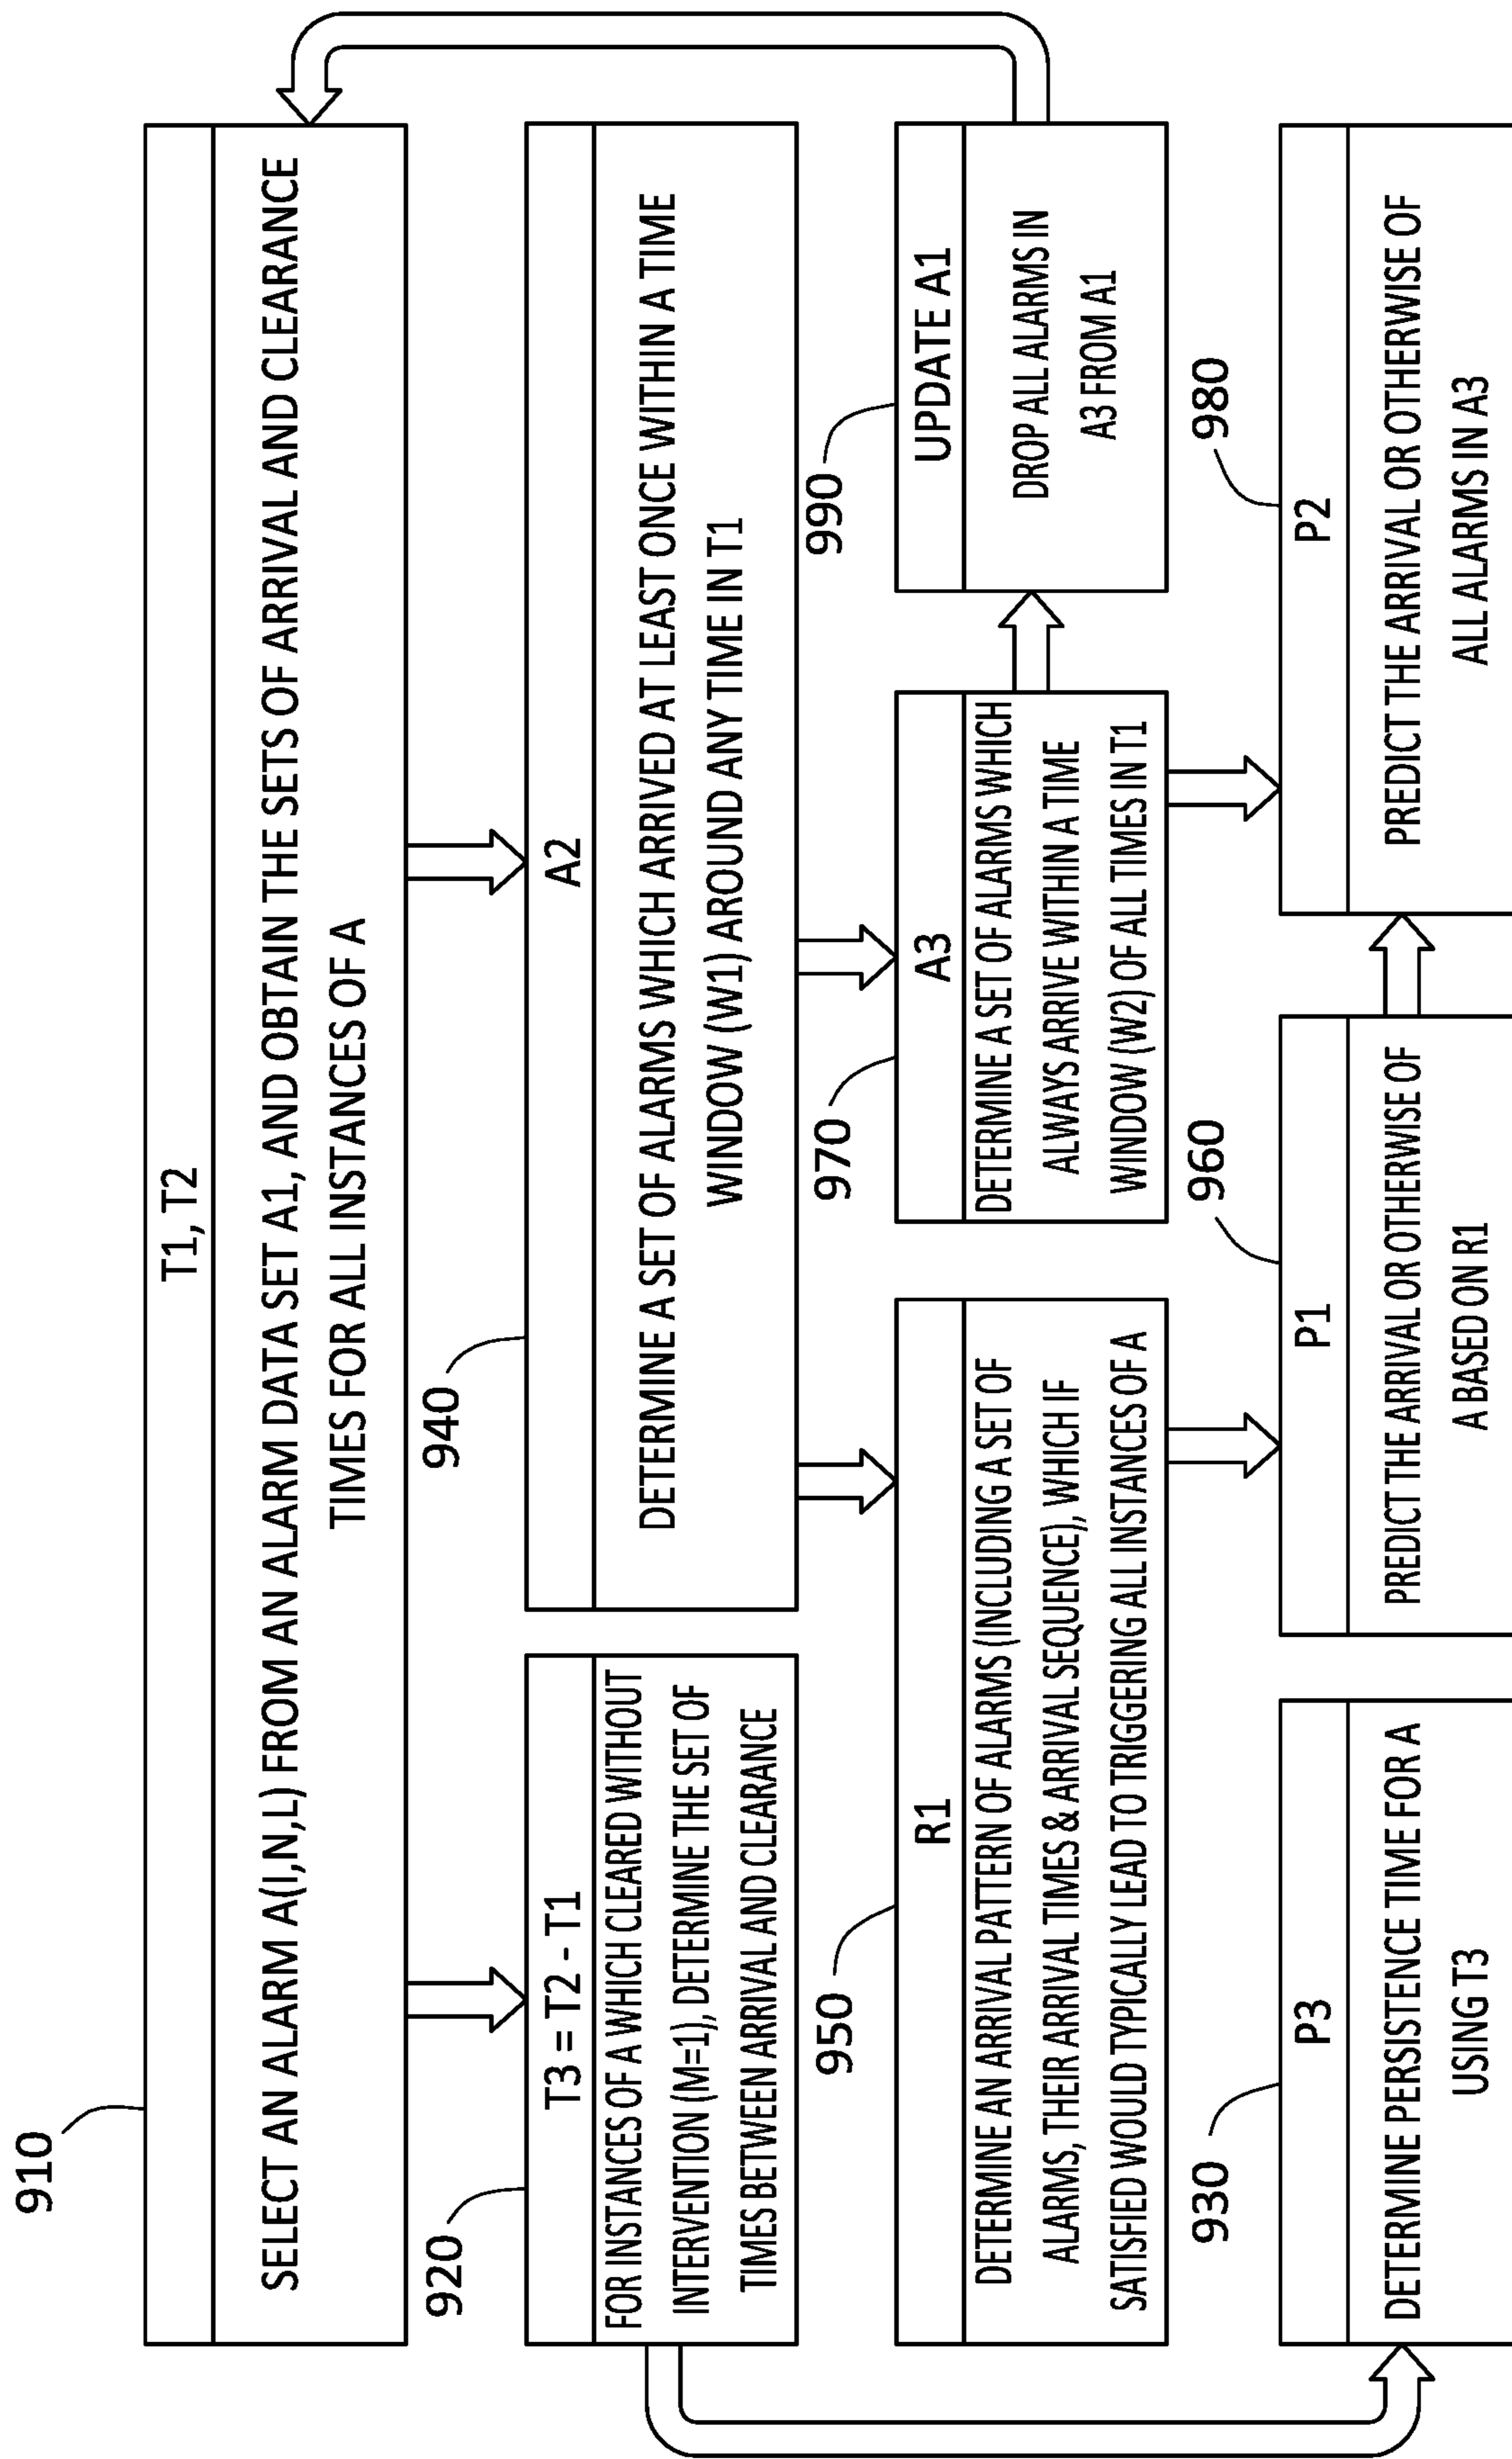 910
T1, T2
SELECT AN ALARM A(I,N,L) FROM AN ALARM DATA SET A1, AND OBTAIN THE SETS OF ARRIVAL AND CLEARANCE
TIMES FOR ALL INSTANCES OF A
920
T3 = T2 - T1
FOR INSTANCES OF A WHICH CLEARED WITHOUT
INTERVENTION (M=1), DETERMINE THE SET OF
TIMES BETWEEN ARRIVAL AND CLEARANCE
940
A2
DETERMINE A SET OF ALARMS WHICH ARRIVED AT LEAST ONCE WITHIN A TIME
WINDOW (W1) AROUND ANY TIME IN T1
950
R1
DETERMINE AN ARRIVAL PATTERN OF ALARMS (INCLUDING A SET OF
ALARMS, THEIR ARRIVAL TIMES & ARRIVAL SEQUENCE), WHICH IF
SATISFIED WOULD TYPICALLY LEAD TO TRIGGERING ALL INSTANCES OF A
970
A3
DETERMINE A SET OF ALARMS WHICH
ALWAYS ARRIVE WITHIN A TIME
WINDOW (W2) OF ALL TIMES IN T1
990
UPDATE A1
DROP ALL ALARMS IN
A3 FROM A1
930
P3
DETERMINE PERSISTENCE TIME FOR A
USING T3
960
P1
PREDICT THE ARRIVAL OR OTHERWISE OF
A BASED ON R1
980
P2
PREDICT THE ARRIVAL OR OTHERWISE OF
ALL ALARMS IN A3